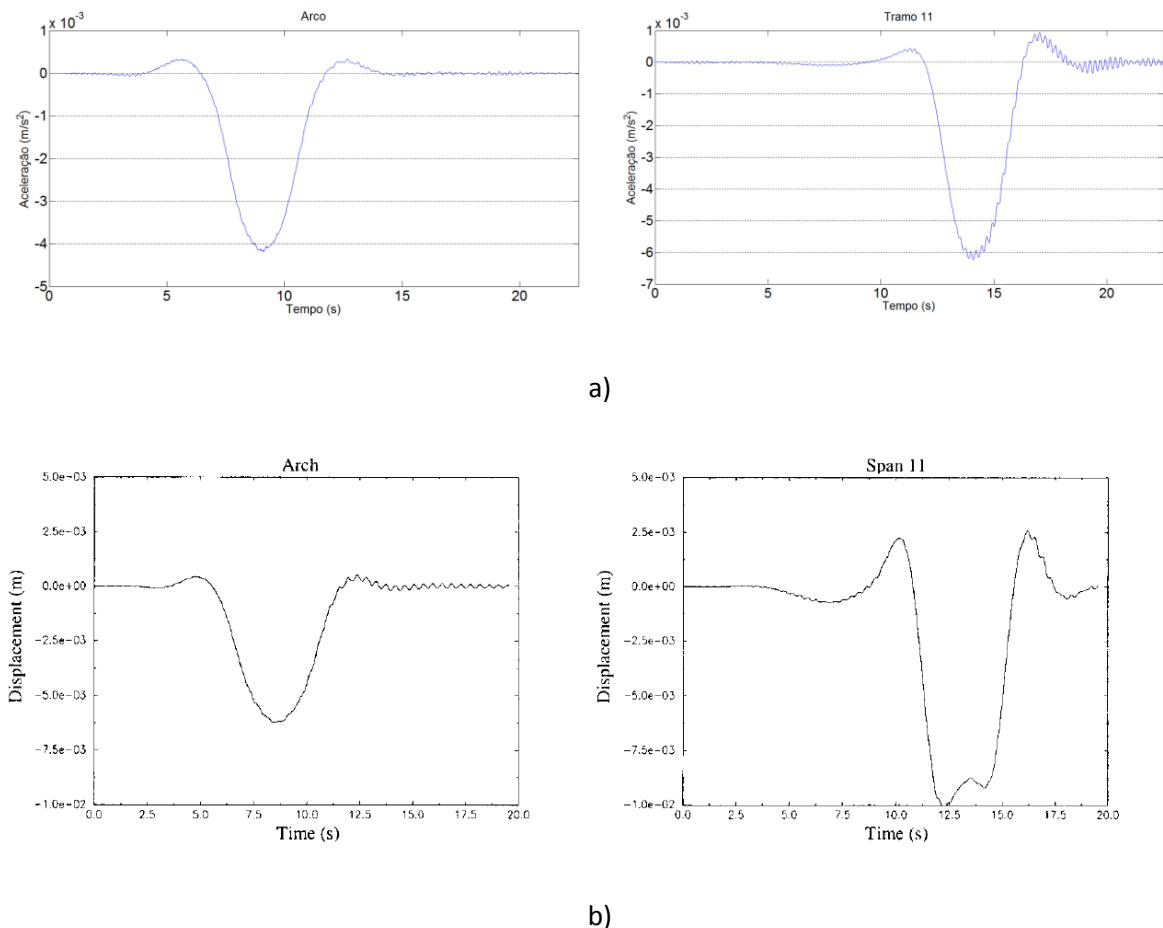 Arco
1 x 10^-3
0
-1
-2
-3
-4
-5
Aceleração (m/s²)
0
5
10
15
20
Tempo (s)
Tramo 11
1 x 10^-3
0
-1
-2
-3
-4
-5
-6
-7
Aceleração (m/s²)
0
5
10
15
20
Tempo (s)
a)
Arch
5.0e-03
2.5e-03
0.0e+00
-2.5e-03
-5.0e-03
-7.5e-03
-1.0e-02
Displacement (m)
0.0
2.5
5.0
7.5
10.0
12.5
15.0
17.5
20.0
Time (s)
Span 11
5.0e-03
2.5e-03
0.0e+00
-2.5e-03
-5.0e-03
-7.5e-03
-1.0e-02
Displacement (m)
0.0
2.5
5.0
7.5
10.0
12.5
15.0
17.5
20.0
Time (s)
b)